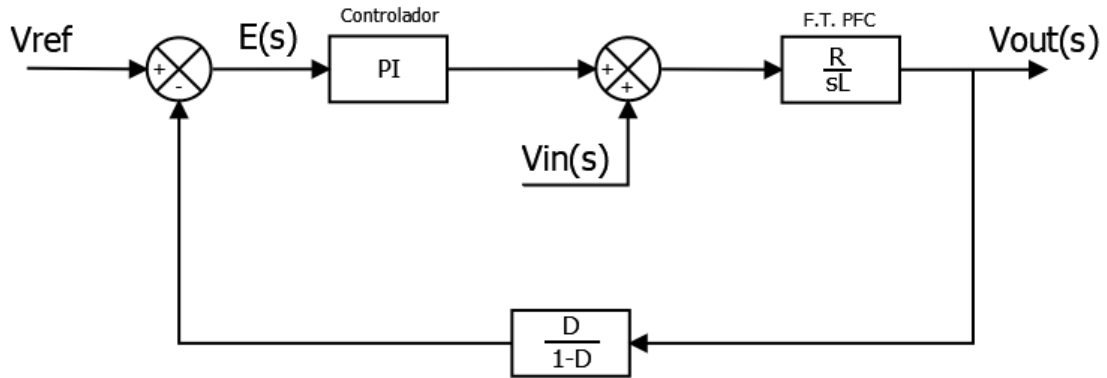 Controlador
F.T. PFC
Vref
E(s)
Vout(s)
+
-
PI
+
+
R
sL
Vin(s)
D
1-D